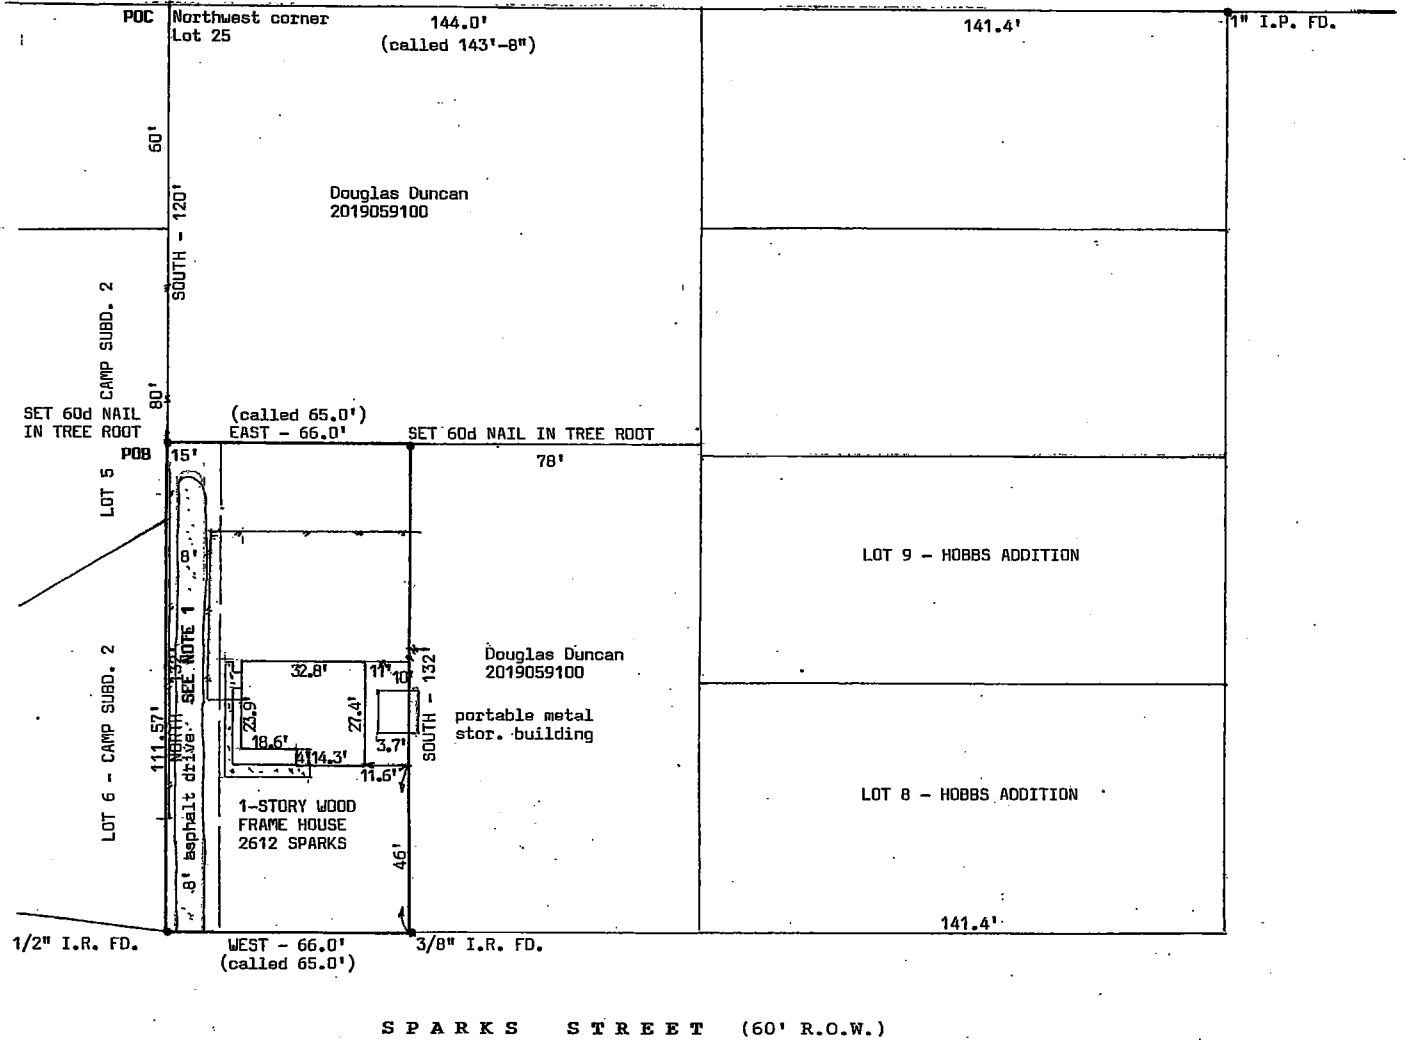 POC
Northwest corner
Lot 25
144.0'
(called 143'-8")
141.4'
1" I.P. FD.
60'
SOUTH - 120'
Douglas Duncan
2019059100
80'
LOT 5 CAMP SUBD. 2
SET 60d NAIL
IN TREE ROOT
(called 65.0')
EAST - 66.0'
SET 60d NAIL IN TREE ROOT
POB
15'
78'
8'
LOT 9 - HOBBS ADDITION
SEE NOTE 1
8' asphalt drive
NORTH
132'
111.57'
LOT 6 - CAMP SUBD. 2
32.8'
11'
10'
23.9'
27.4'
18.6'
4'
14.3'
3.7'
11.6'
SOUTH - 132'
Douglas Duncan
2019059100
portable metal
stor. building
1-STORY WOOD
FRAME HOUSE
2612 SPARKS
46'
LOT 8 - HOBBS ADDITION
141.4'
1/2" I.R. FD.
WEST - 66.0'
(called 65.0')
3/8" I.R. FD.
SPARKS STREET (60' R.O.W.)